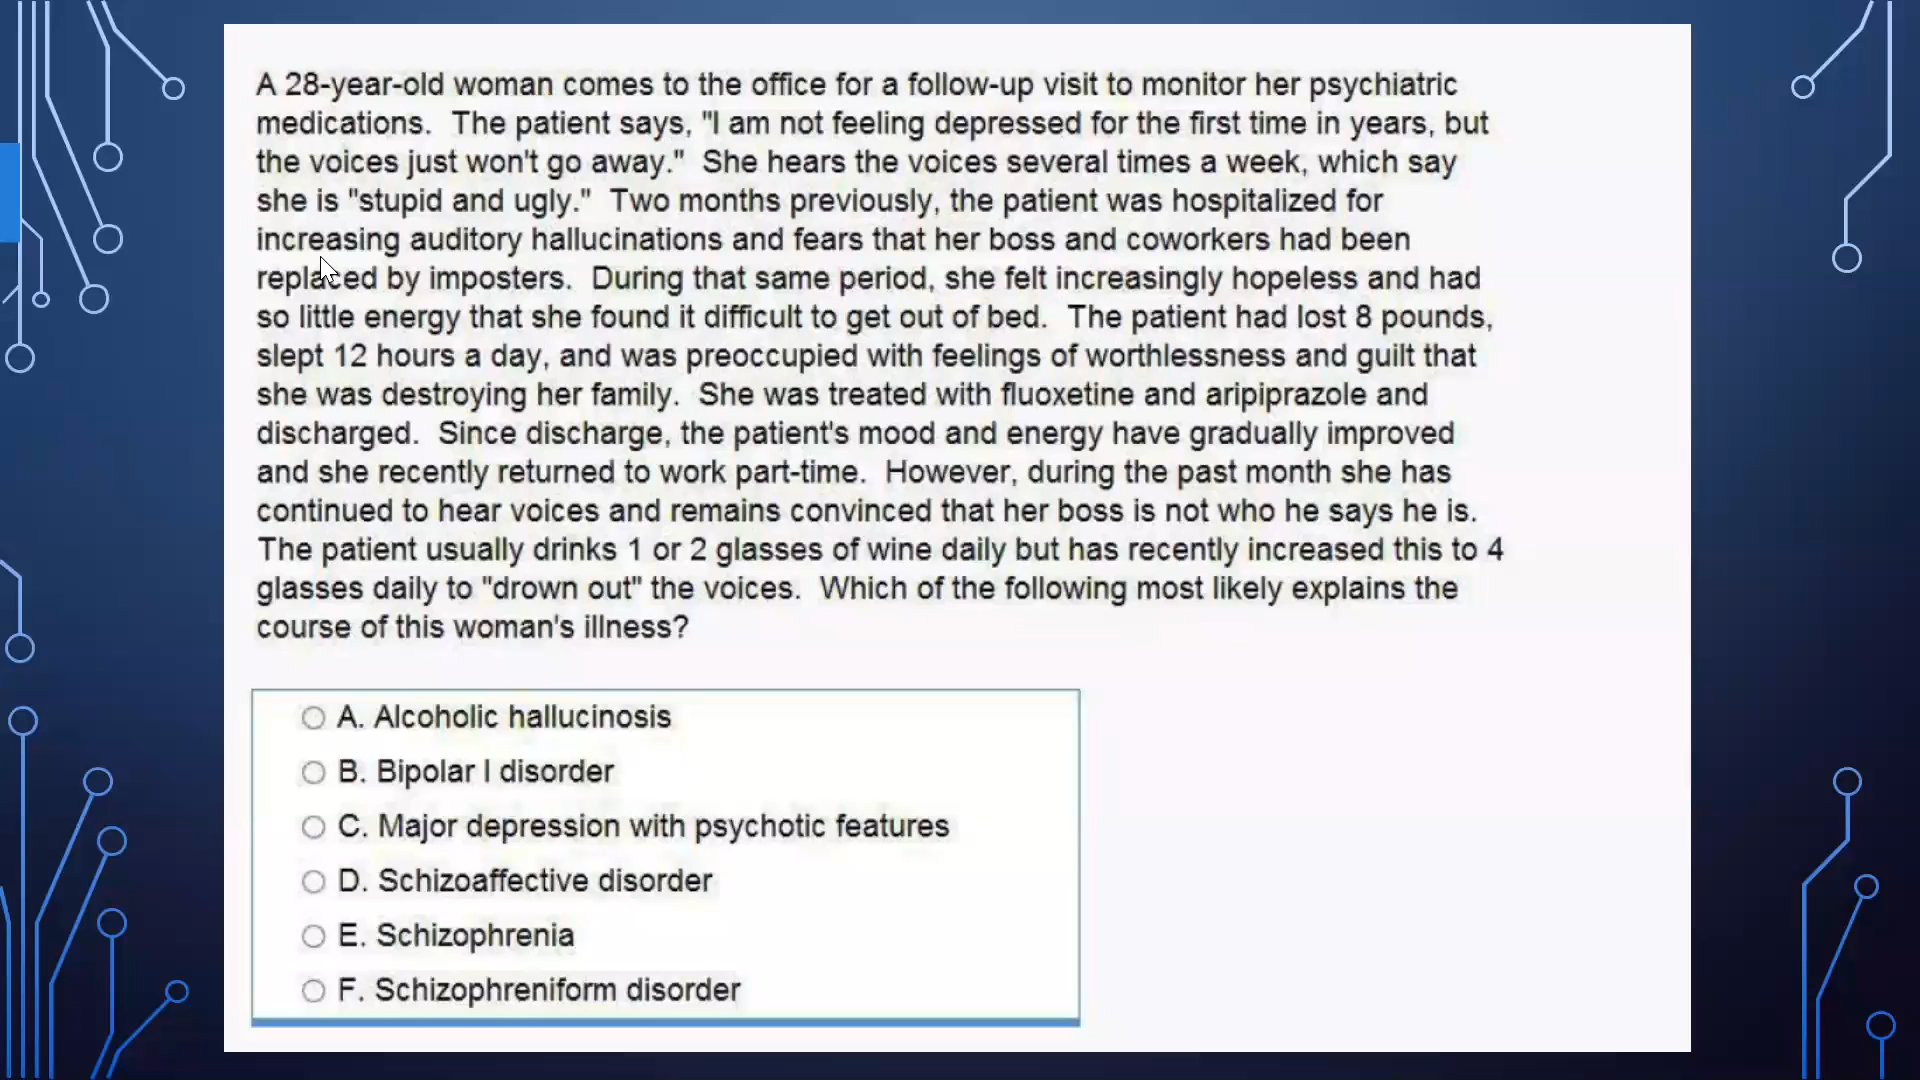 A 28-year-old woman comes to the office for a follow-up visit to monitor her psychiatric
medications.  The patient says, "I am not feeling depressed for the first time in years, but
the voices just won't go away."  She hears the voices several times a week, which say
she is "stupid and ugly."  Two months previously, the patient was hospitalized for
increasing auditory hallucinations and fears that her boss and coworkers had been
replaced by imposters.  During that same period, she felt increasingly hopeless and had
so little energy that she found it difficult to get out of bed.  The patient had lost 8 pounds,
slept 12 hours a day, and was preoccupied with feelings of worthlessness and guilt that
she was destroying her family.  She was treated with fluoxetine and aripiprazole and
discharged.  Since discharge, the patient's mood and energy have gradually improved
and she recently returned to work part-time.  However, during the past month she has
continued to hear voices and remains convinced that her boss is not who he says he is.
The patient usually drinks 1 or 2 glasses of wine daily but has recently increased this to 4
glasses daily to "drown out" the voices.  Which of the following most likely explains the
course of this woman's illness?
A. Alcoholic hallucinosis
B. Bipolar I disorder
C. Major depression with psychotic features
D. Schizoaffective disorder
E. Schizophrenia
F. Schizophreniform disorder